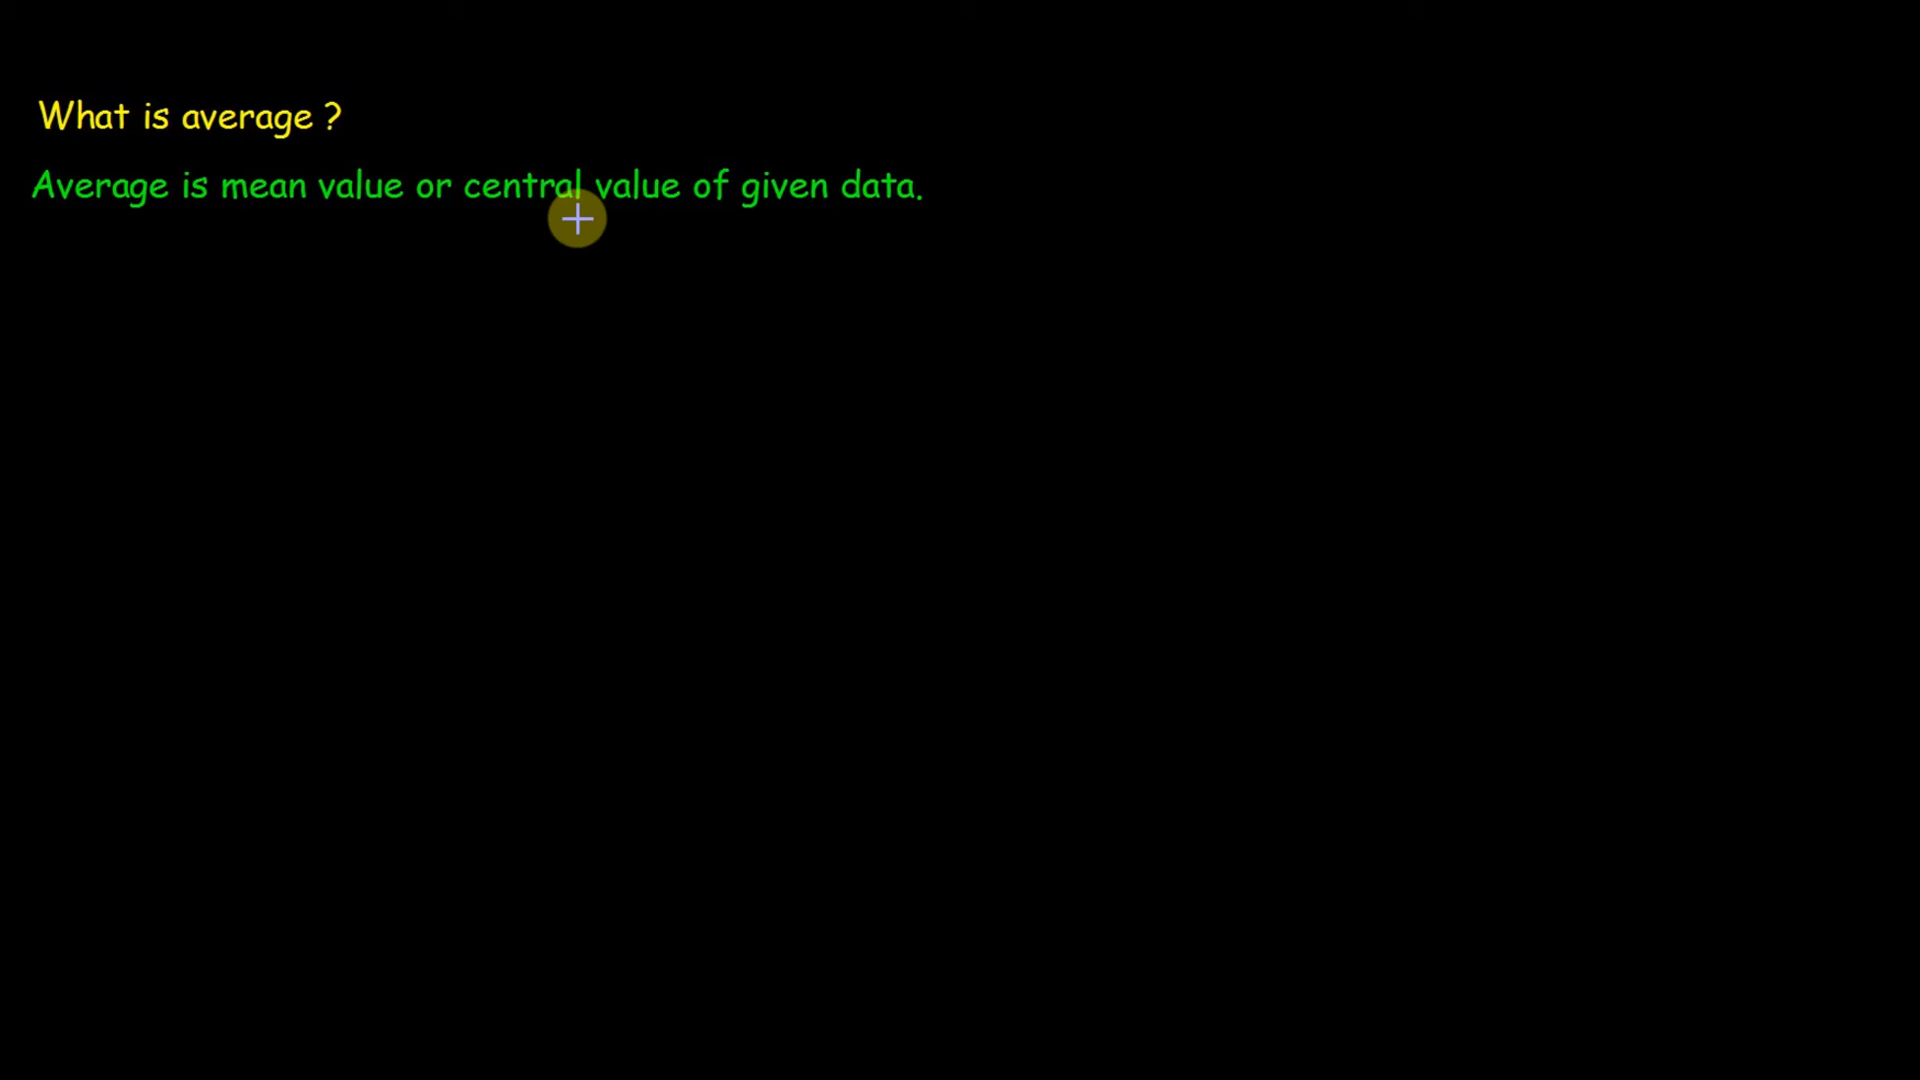 What is average ?
Average is mean value or central value of given data.